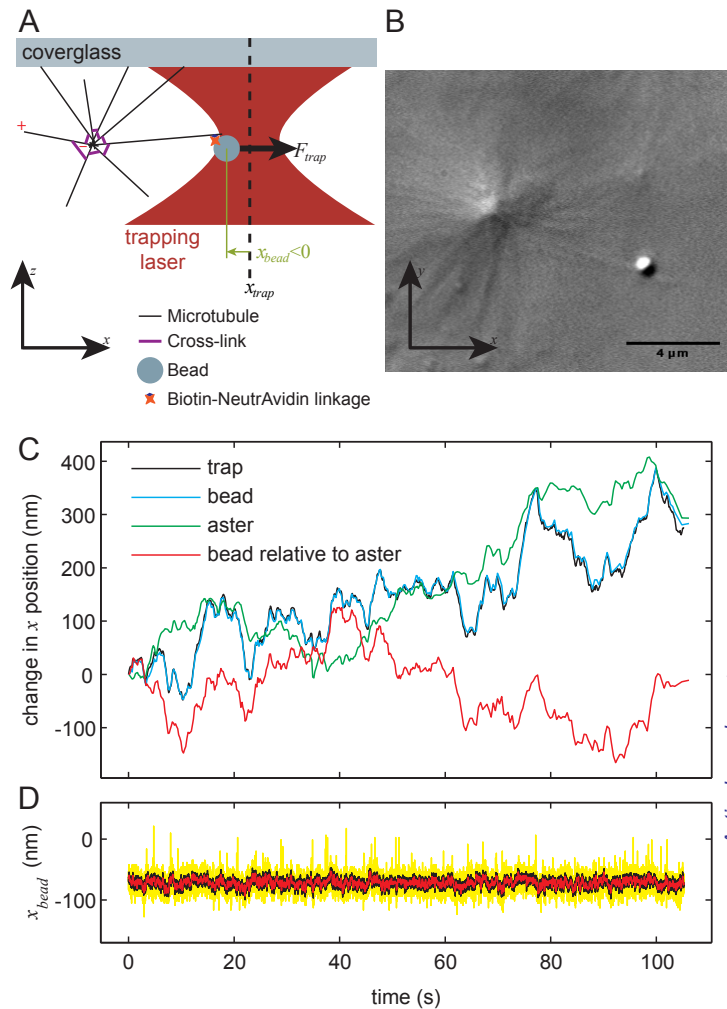 A
coverglass
+
−
F_trap
trapping
laser
x_bead<0
x_trap
z
x
Microtubule
Cross-link
Bead
Biotin-NeutrAvidin linkage
B
y
x
4 µm
C
trap
bead
aster
bead relative to aster
change in x position (nm)
400
300
200
100
0
-100
D
x_bead (nm)
0
-100
0
20
40
60
80
100
time (s)